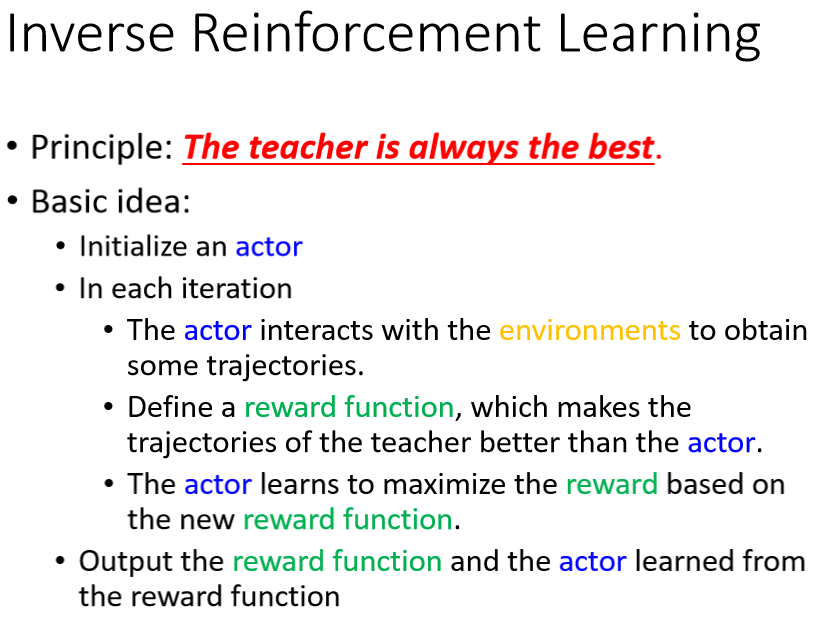 Inverse Reinforcement Learning
• Principle: The teacher is always the best.
• Basic idea:
• Initialize an actor
• In each iteration
• The actor interacts with the environments to obtain
some trajectories.
• Define a reward function, which makes the
trajectories of the teacher better than the actor.
• The actor learns to maximize the reward based on
the new reward function.
• Output the reward function and the actor learned from
the reward function